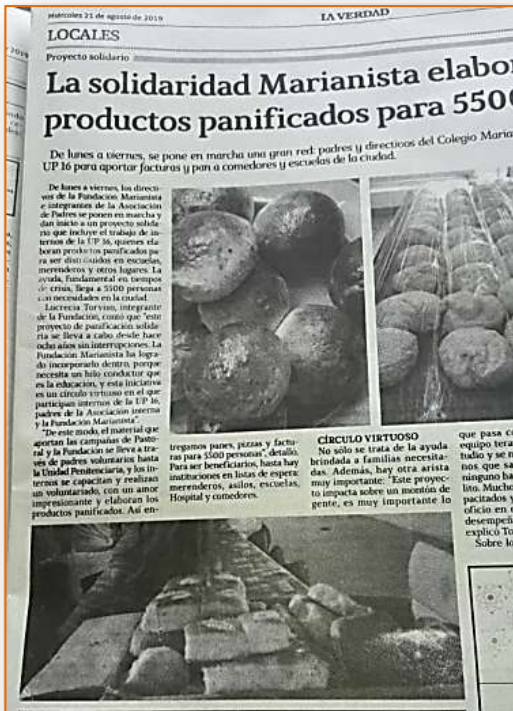 Miércoles 21 de agosto de 2019
LA VERDAD
LOCALES
Proyecto solidario
La solidaridad Marianista elabor
productos panificados para 550
De lunes a viernes, se pone en marcha una gran red: padres y directivos del Colegio Maria
UP 16 para aportar facturas y pan a comedores y escuelas de la ciudad.
De lunes a viernes, los directi-
vos de la Fundación Marianista
e integrantes de la Asociación
de Padres se ponen en marcha y
dan inicio a un proyecto solida-
rio que incluye el trabajo de in-
ternos de la UP 16, quienes ela-
boran productos panificados pa-
ra ser distribuidos en escuelas,
merenderos y otros lugares. La
ayuda, fundamental en tiempos
de crisis, llega a 5500 personas
con necesidades en la ciudad.
Lucrecia Torviso, integrante
de la Fundación, contó que "este
proyecto de panificación solida-
ria se lleva a cabo desde hace
ocho años sin interrupciones. La
Fundación Marianista ha logra-
do incorporarlo dentro, porque
necesita un hilo conductor que
es la educación, y esta iniciativa
es un círculo virtuoso en el que
participan internos de la UP 16,
padres de la Asociación interna
y la Fundación Marianista".
"De este modo, el material que
aportan las campañas de Pasto-
ral y la Fundación se lleva a tra-
vés de padres voluntarios hasta
la Unidad Penitenciaria, y los in-
ternos se capacitan y realizan
un voluntariado, con un amor
impresionante y elaboran los
productos panificados. Así en-
tregamos panes, pizzas y factu-
ras para 5500 personas", detalló.
Para ser beneficiarios, hasta hay
instituciones en listas de espera:
merenderos, asilos, escuelas,
Hospital y comedores.
CÍRCULO VIRTUOSO
No sólo se trata de la ayuda
brindada a familias necesita-
das. Además, hay otra arista
muy importante: "Este proyec-
to impacta sobre un montón de
gente, es muy importante lo
que pasa co
equipo tera
tudio y se n
nos que sa
ninguno ha
lito. Mucho
pacitados y
oficio en e
desempeñ
explicó To
Sobre lo